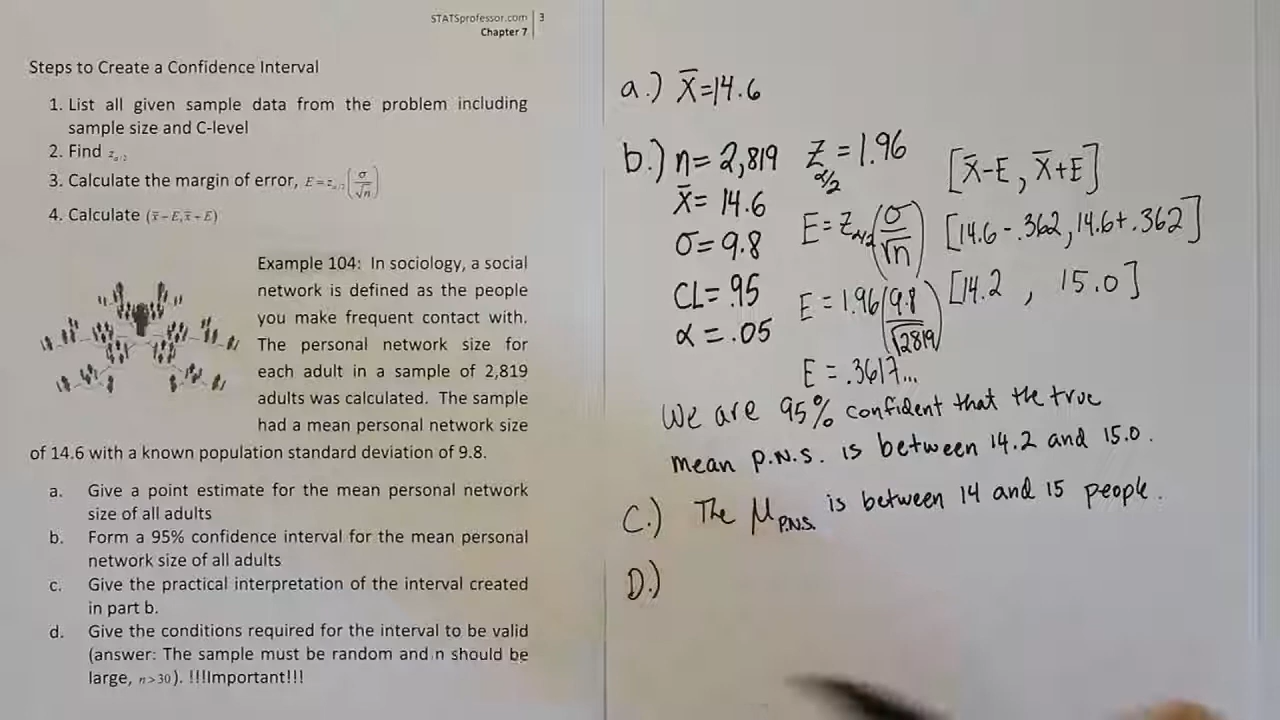 STATSprofessor.com 3
Chapter 7
Steps to Create a Confidence Interval
1. List all given sample data from the problem including
sample size and C-level
2. Find z_{α/2}
3. Calculate the margin of error, E = z_{α/2}(σ/√n)
4. Calculate (x̄ − E, x̄ + E)
Example 104: In sociology, a social
network is defined as the people
you make frequent contact with.
The personal network size for
each adult in a sample of 2,819
adults was calculated. The sample
had a mean personal network size
of 14.6 with a known population standard deviation of 9.8.
a. Give a point estimate for the mean personal network
size of all adults
b. Form a 95% confidence interval for the mean personal
network size of all adults
c. Give the practical interpretation of the interval created
in part b.
d. Give the conditions required for the interval to be valid
(answer: The sample must be random and n should be
large, n > 30). !!!Important!!!
a.) x̄ = 14.6
b.) n = 2,819
x̄ = 14.6
σ = 9.8
CL = .95
α = .05
Z_{α/2} = 1.96
E = Z_{α/2}(σ/√n)
E = 1.96(9.8/√2819)
E = .3617...
[x̄-E, x̄+E]
[14.6-.362, 14.6+.362]
[14.2, 15.0]
We are 95% confident that the true
mean P.N.S. is between 14.2 and 15.0.
C.) The μ_{P.N.S.} is between 14 and 15 people.
D.)